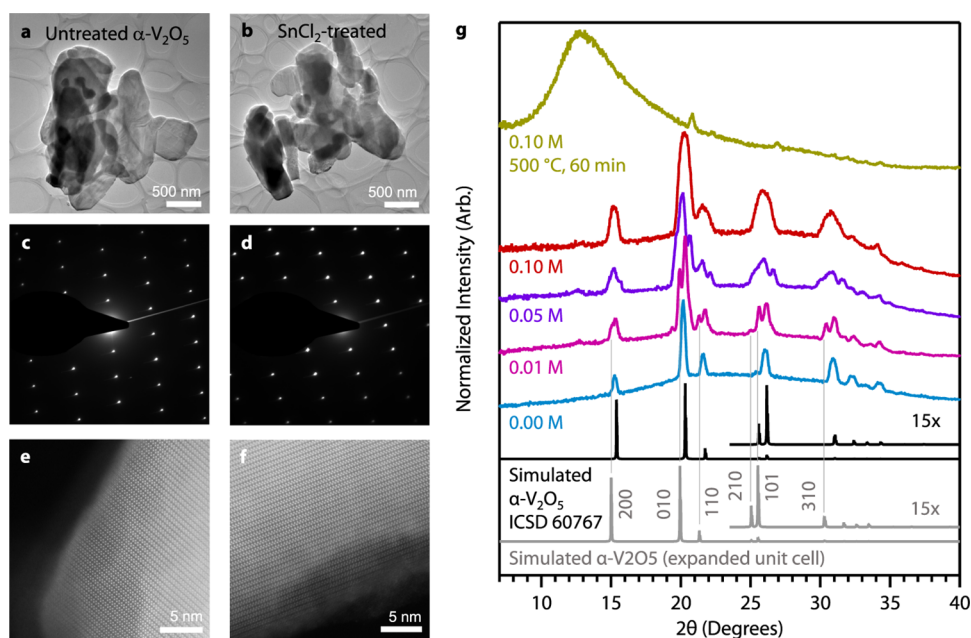 a Untreated α-V₂O₅
500 nm
b SnCl₂-treated
500 nm
c
d
e
5 nm
f
5 nm
g
Normalized Intensity (Arb.)
0.10 M
500 °C, 60 min
0.10 M
0.05 M
0.01 M
0.00 M
15x
Simulated
α-V₂O₅
ICSD 60767
200
010
110
210
101
310
15x
Simulated α-V2O5 (expanded unit cell)
10 15 20 25 30 35 40
2θ (Degrees)